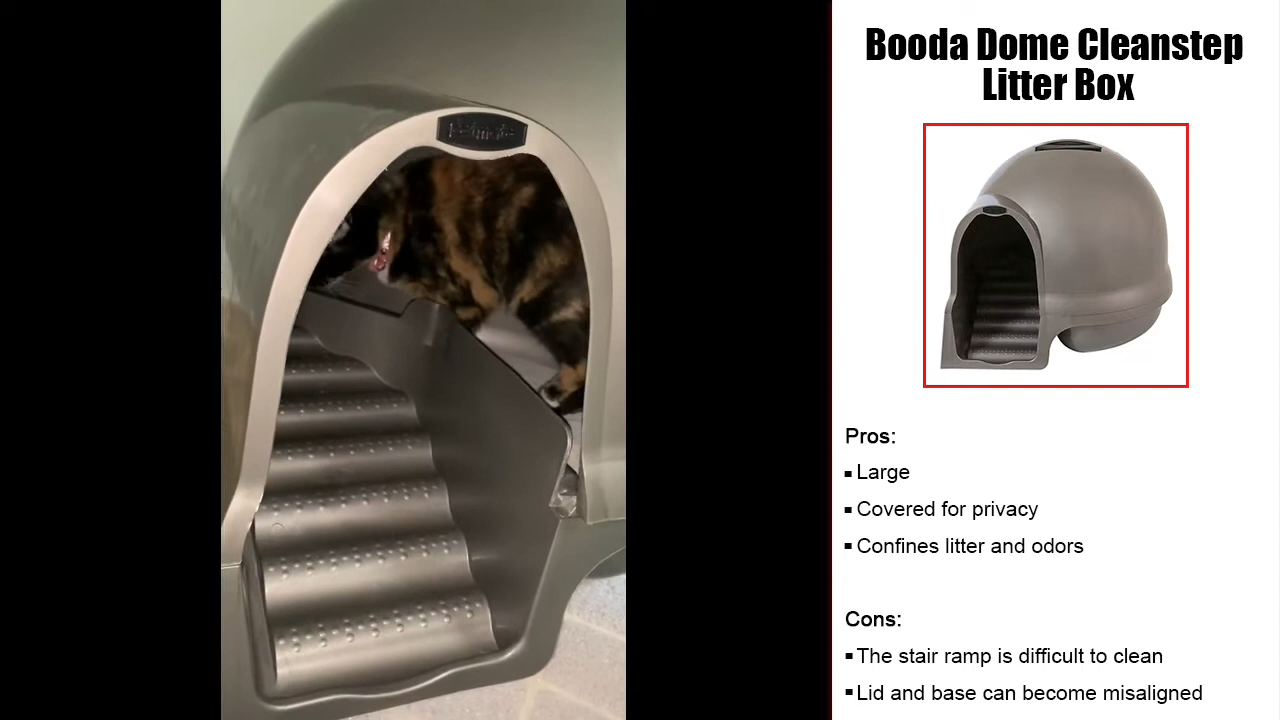 Booda Dome Cleanstep
Litter Box
petmate
Pros:
▪ Large
▪ Covered for privacy
▪ Confines litter and odors
Cons:
▪ The stair ramp is difficult to clean
▪ Lid and base can become misaligned